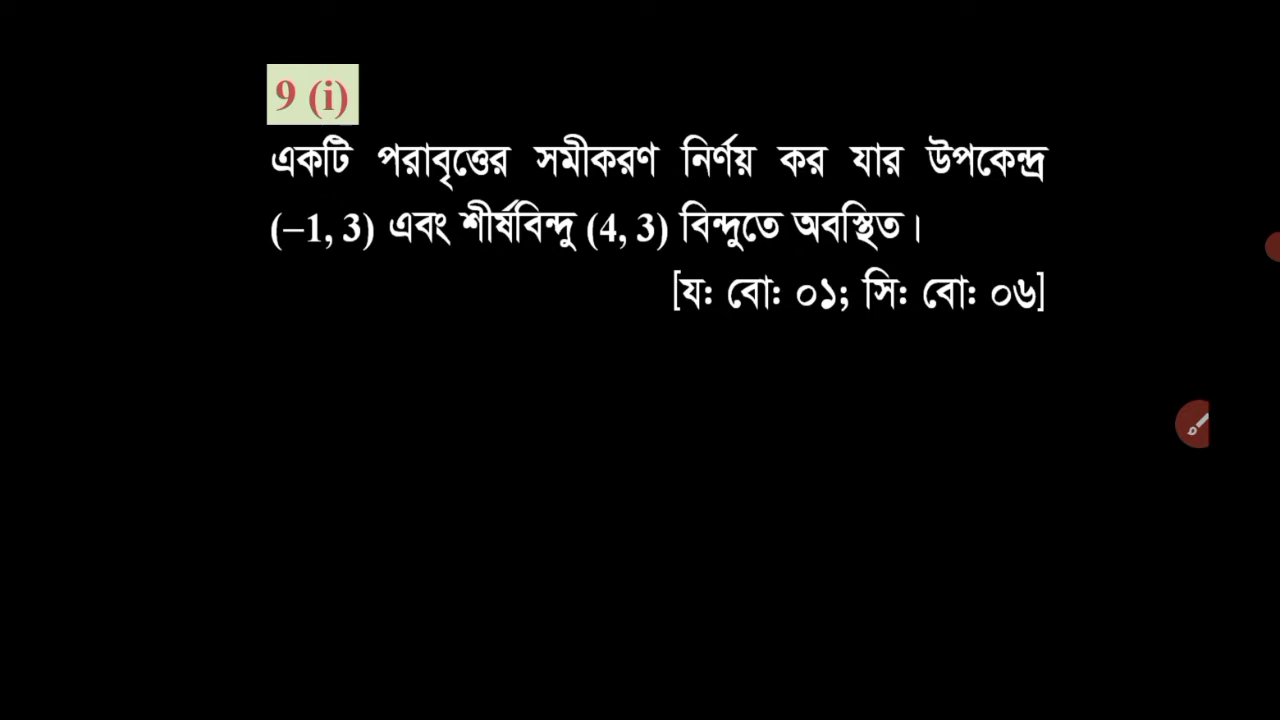 9 (i)
একটি পরাবৃত্তের সমীকরণ নির্ণয় কর যার উপকেন্দ্র
(–1, 3) এবং শীর্ষবিন্দু (4, 3) বিন্দুতে অবস্থিত।
[যঃ বোঃ ০১; সিঃ বোঃ ০৬]